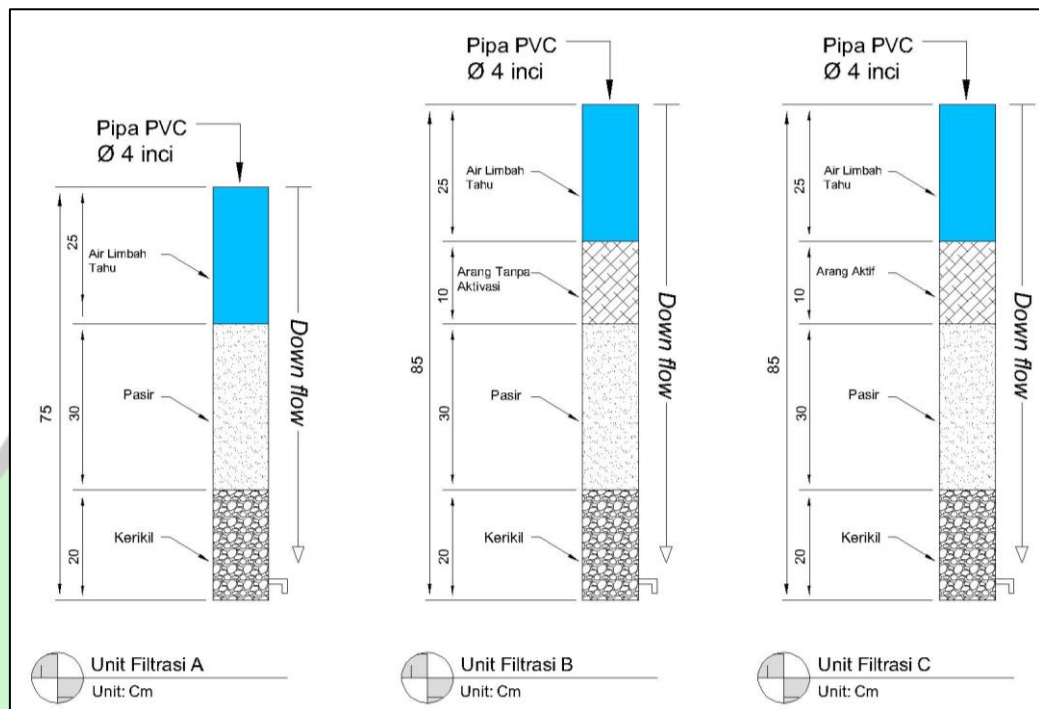 Pipa PVC
Ø 4 inci
75
25
Air Limbah
Tahu
30
Pasir
20
Kerikil
Down flow
Unit Filtrasi A
Unit: Cm
Pipa PVC
Ø 4 inci
85
25
Air Limbah
Tahu
10
Arang Tanpa
Aktivasi
30
Pasir
20
Kerikil
Down flow
Unit Filtrasi B
Unit: Cm
Pipa PVC
Ø 4 inci
85
25
Air Limbah
Tahu
10
Arang Aktif
30
Pasir
20
Kerikil
Down flow
Unit Filtrasi C
Unit: Cm